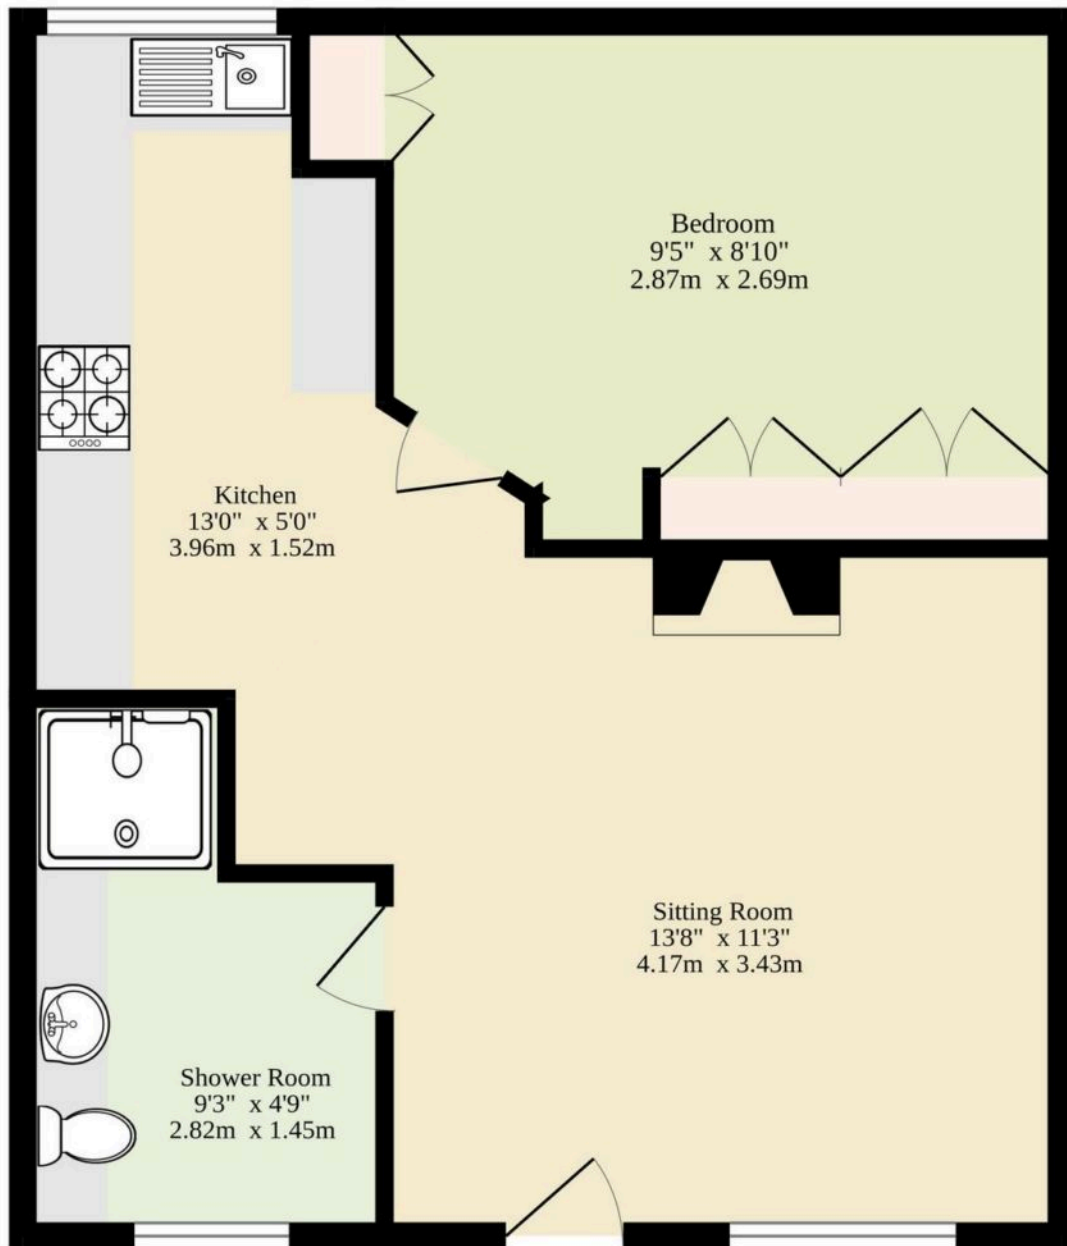 Bedroom
9'5" x 8'10"
2.87m x 2.69m
Kitchen
13'0" x 5'0"
3.96m x 1.52m
Sitting Room
13'8" x 11'3"
4.17m x 3.43m
Shower Room
9'3" x 4'9"
2.82m x 1.45m